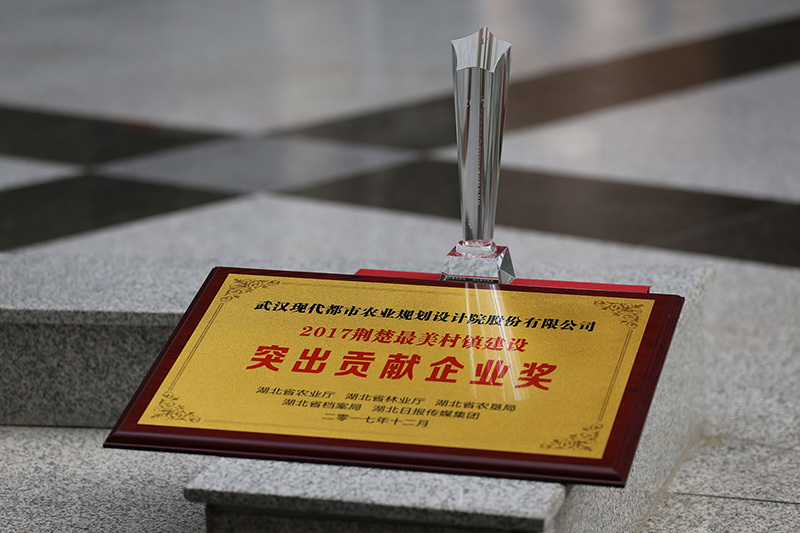 武汉现代都市农业规划设计院股份有限公司
2017荆楚最美村镇建设
突出贡献企业奖
湖北省农业厅 湖北省林业厅 湖北省农垦局
湖北省档案局 湖北日报传媒集团
二零一七年十二月